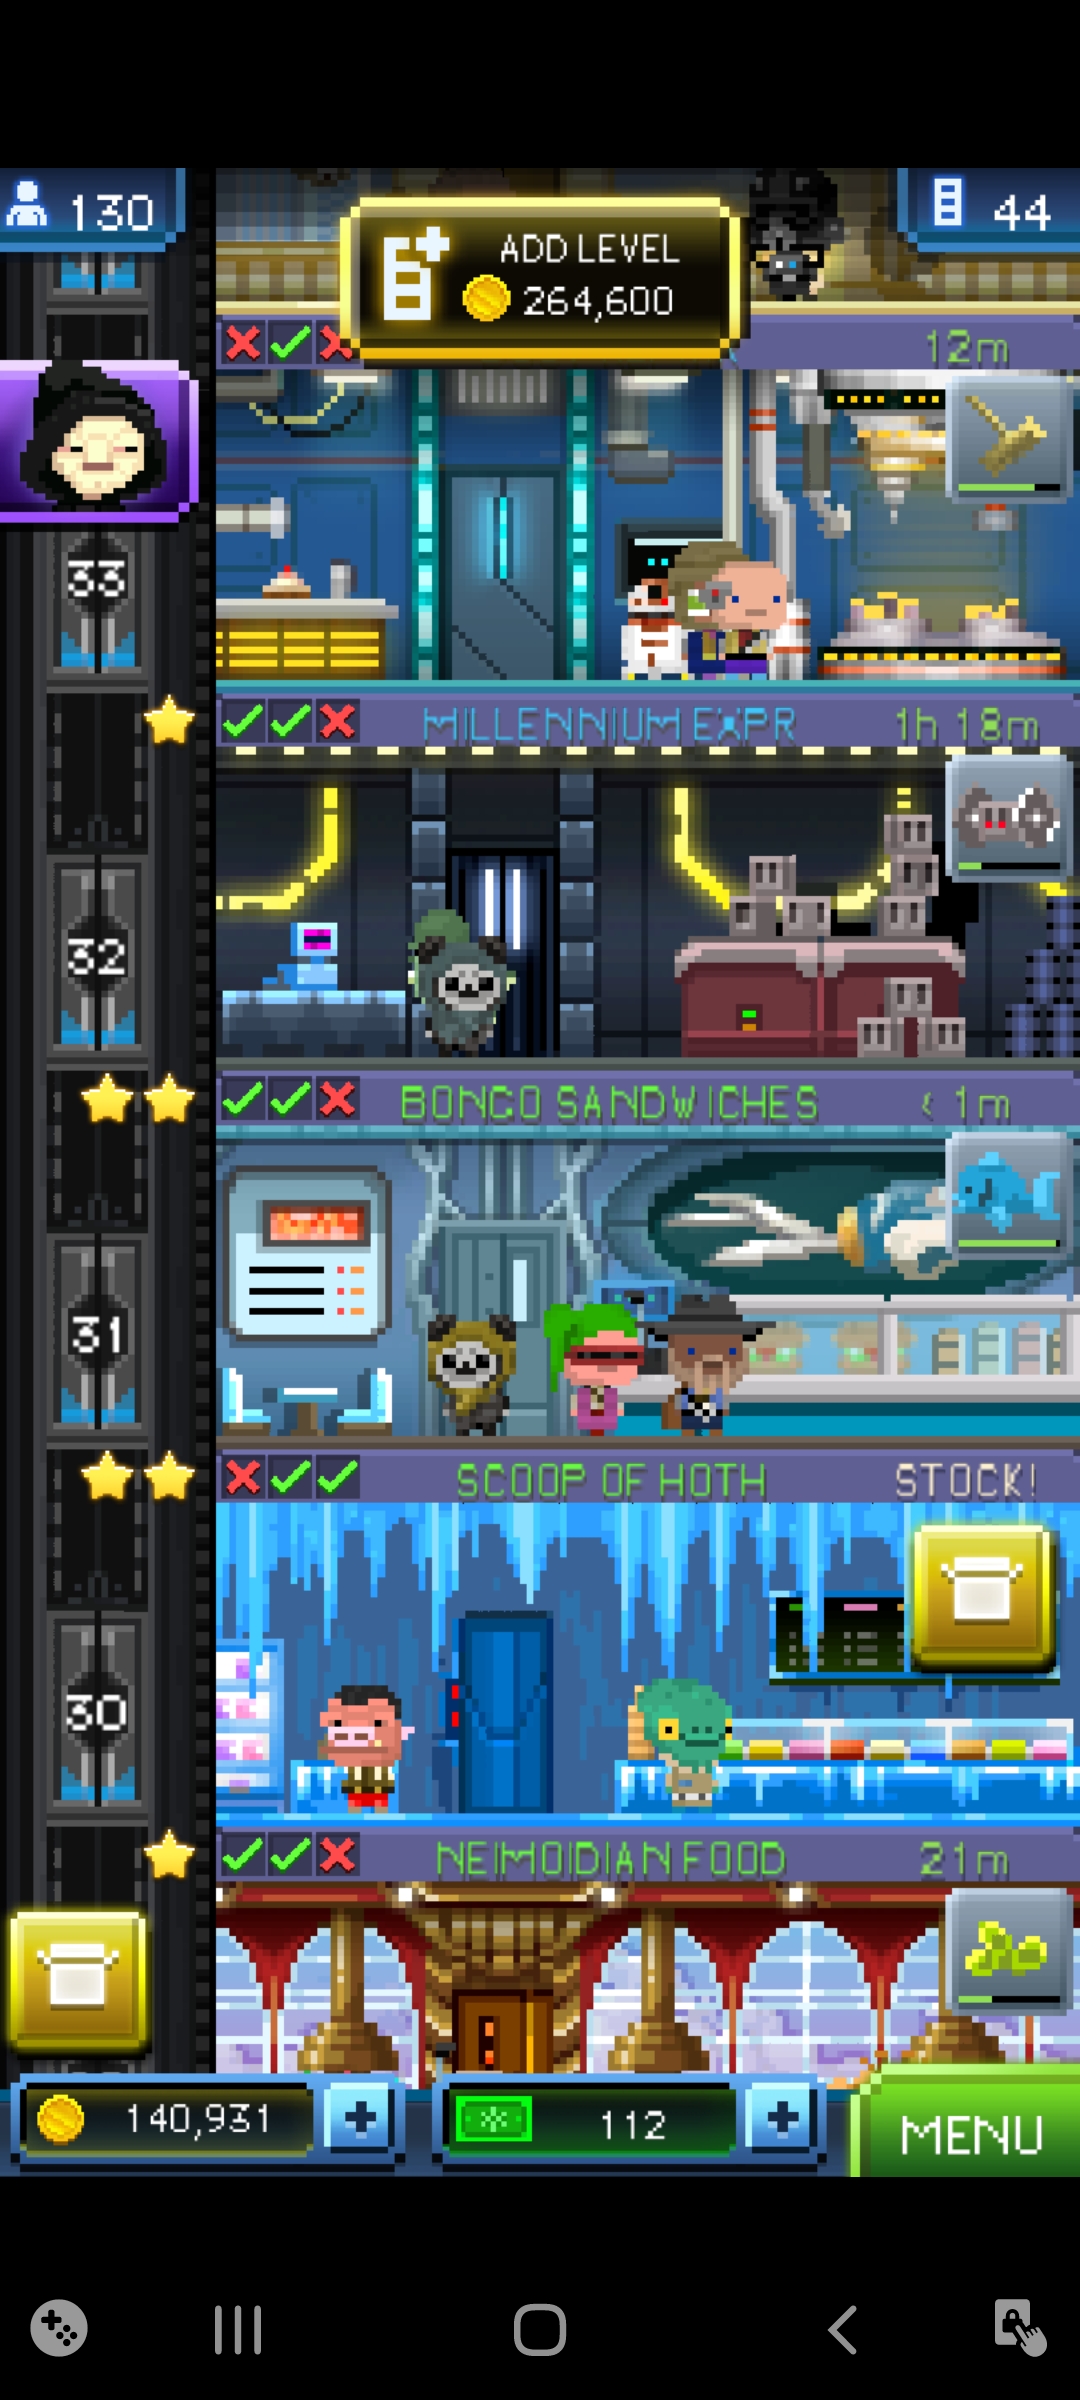 130
ADD LEVEL
264,600
44
12m
33
MILLENNIUM EXPR
1h 18m
32
BONGO SANDWICHES
< 1m
31
SCOOP OF HOTH
STOCK!
30
NEIMOIDIAN FOOD
21m
140,931
112
MENU